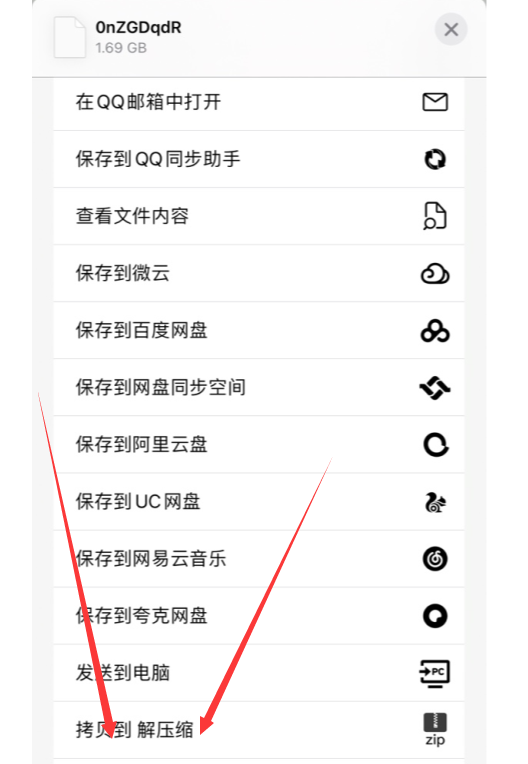 0nZGDqdR
1.69 GB
在QQ邮箱中打开
保存到QQ同步助手
查看文件内容
保存到微云
保存到百度网盘
保存到网盘同步空间
保存到阿里云盘
保存到UC网盘
保存到网易云音乐
保存到夸克网盘
发送到电脑
PC
拷贝到 解压缩
zip